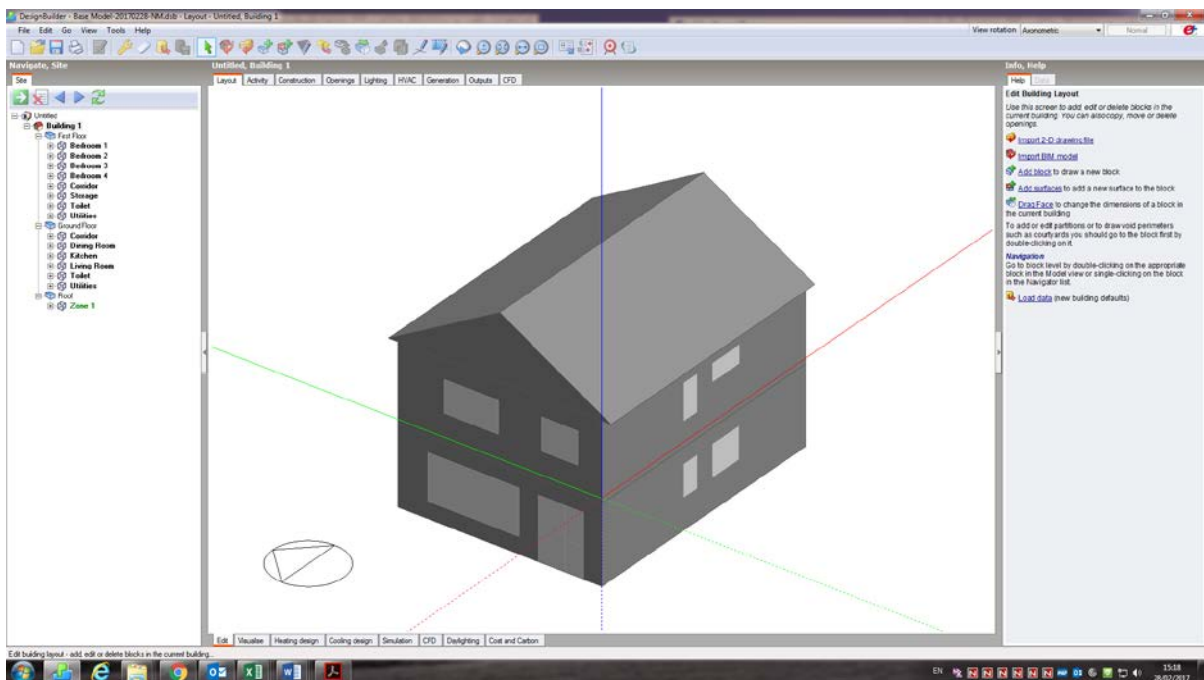 DesignBuilder - Base Model-20170228-NM.dsb - Layout - Untitled, Building 1
File Edit Go View Tools Help
View rotation Axonometric Normal
Navigate, Site
Untitled, Building 1
Info, Help
Site
Layout Activity Construction Openings Lighting HVAC Generation Outputs CFD
Help Data
Edit Building Layout
Use this screen to add, edit or delete blocks in the
current building. You can also copy, move or delete
openings.
Import 2-D drawing file
Import BIM model
Add block to draw a new block
Add surfaces to add a new surface to the block
Drag Face to change the dimensions of a block in
the current building
To add or edit partitions or to draw void perimeters
such as courtyards you should go to the block first by
double-clicking on it.
Navigation
Go to block level by double-clicking on the appropriate
block in the Model view or single-clicking on the block
in the Navigator list.
Load data (new building defaults)
Untitled
Building 1
First Floor
Bedroom 1
Bedroom 2
Bedroom 3
Bedroom 4
Corridor
Storage
Toilet
Utilities
Ground Floor
Corridor
Dining Room
Kitchen
Living Room
Toilet
Utilities
Roof
Zone 1
Edit Visualise Heating design Cooling design Simulation CFD Daylighting Cost and Carbon
Edit building layout - add, edit or delete blocks in the current building...
EN
15:18
28/02/2017